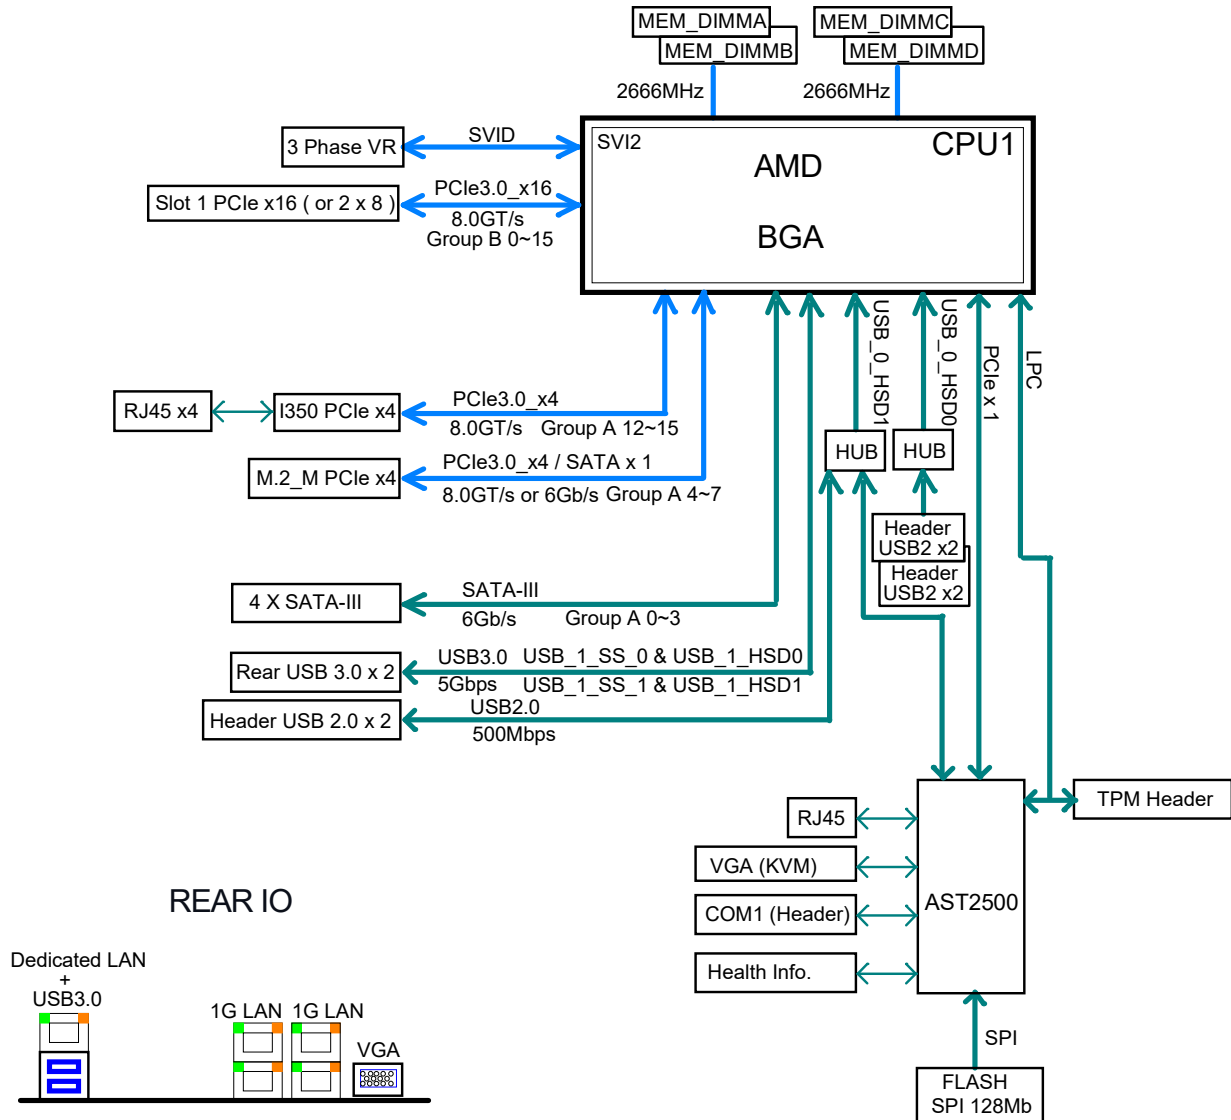 MEM_DIMMA
MEM_DIMMB
MEM_DIMMC
MEM_DIMMD
2666MHz
2666MHz
SVI2
CPU1
AMD
BGA
3 Phase VR
SVID
Slot 1 PCIe x16 ( or 2 x 8 )
PCIe3.0_x16
8.0GT/s
Group B 0~15
USB_0_HSD1
USB_0_HSD0
PCIe x 1
LPC
RJ45 x4
I350 PCIe x4
PCIe3.0_x4
8.0GT/s Group A 12~15
M.2_M PCIe x4
PCIe3.0_x4 / SATA x 1
8.0GT/s or 6Gb/s Group A 4~7
HUB
HUB
Header
USB2 x2
Header
USB2 x2
4 X SATA-III
SATA-III
6Gb/s Group A 0~3
Rear USB 3.0 x 2
USB3.0 USB_1_SS_0 & USB_1_HSD0
5Gbps USB_1_SS_1 & USB_1_HSD1
Header USB 2.0 x 2
USB2.0
500Mbps
TPM Header
RJ45
VGA (KVM)
COM1 (Header)
Health Info.
AST2500
SPI
FLASH
SPI 128Mb
REAR IO
Dedicated LAN
+
USB3.0
1G LAN 1G LAN
VGA